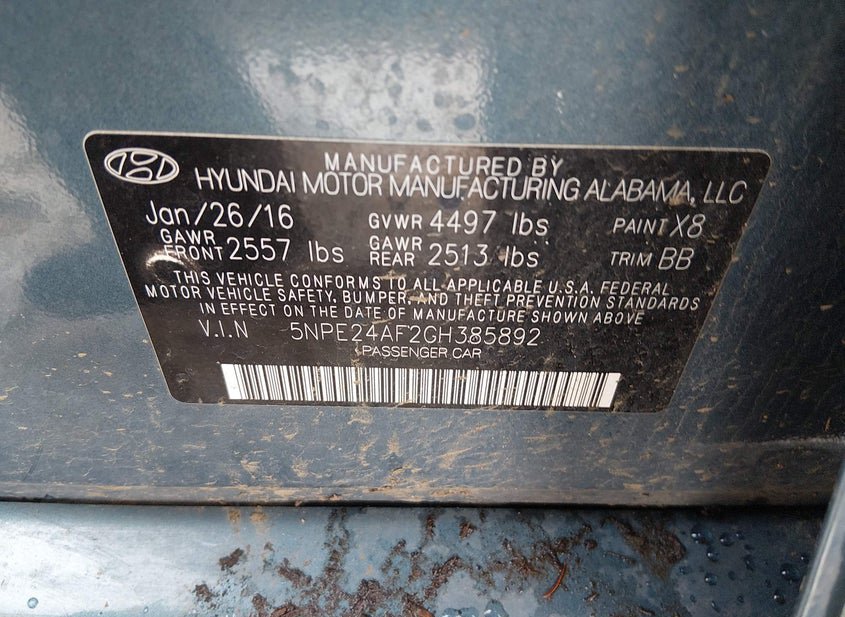 MANUFACTURED BY
HYUNDAI MOTOR MANUFACTURING ALABAMA, LLC
Jan/26/16 GVWR 4497 lbs PAINT X8
GAWR FRONT 2557 lbs GAWR REAR 2513 lbs TRIM BB
THIS VEHICLE CONFORMS TO ALL APPLICABLE U.S.A. FEDERAL
MOTOR VEHICLE SAFETY, BUMPER, AND THEFT PREVENTION STANDARDS
IN EFFECT ON THE DATE OF MANUFACTURE SHOWN ABOVE
V.I.N 5NPE24AF2GH385892
PASSENGER CAR